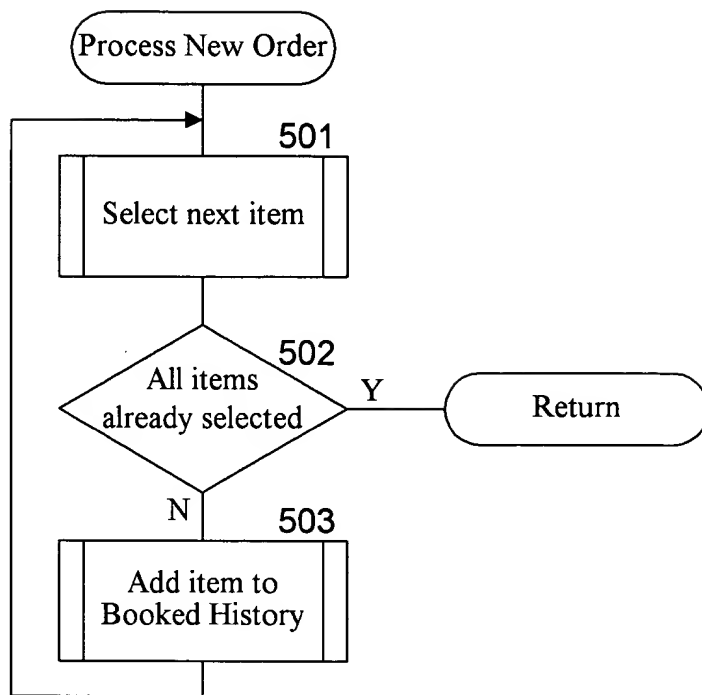 Process New Order
501
Select next item
502
All items
already selected
Y
Return
N
503
Add item to
Booked History